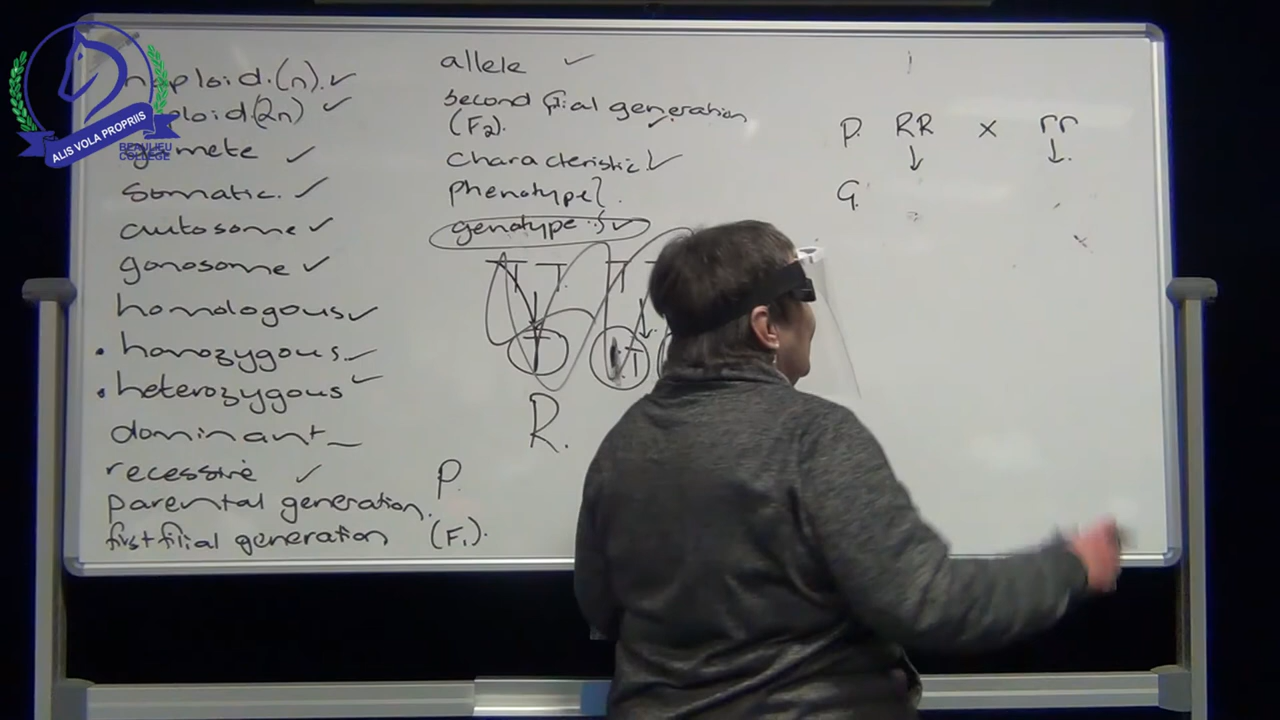 ALIS VOLA PROPRIIS
BEAULIEU
COLLEGE
haploid.(n). ✓
diploid(2n) ✓
gamete ✓
somatic. ✓
autosome ✓
gonosome ✓
homologous ✓
• homozygous. ✓
• heterozygous ✓
dominant _
recessive ✓
parental generation. P.
first filial generation (F₁).
allele ✓
second filial generation
(F₂). ✓
characteristic. ✓
phenotype}.
genotype :} ✓
T T T
T
R.
P. RR × rr
↓ ↓.
G.